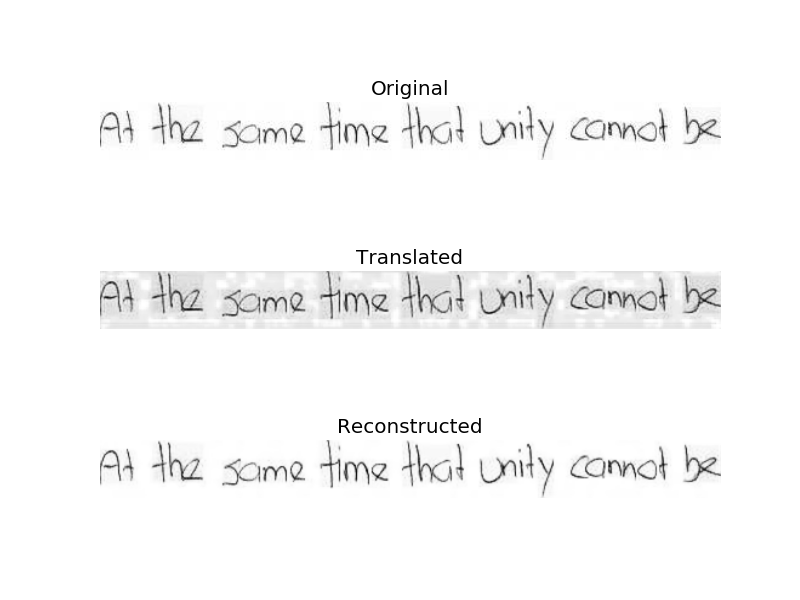 Original
At the same time that unity cannot be
Translated
At the same time that unity cannot be
Reconstructed
At the same time that unity cannot be